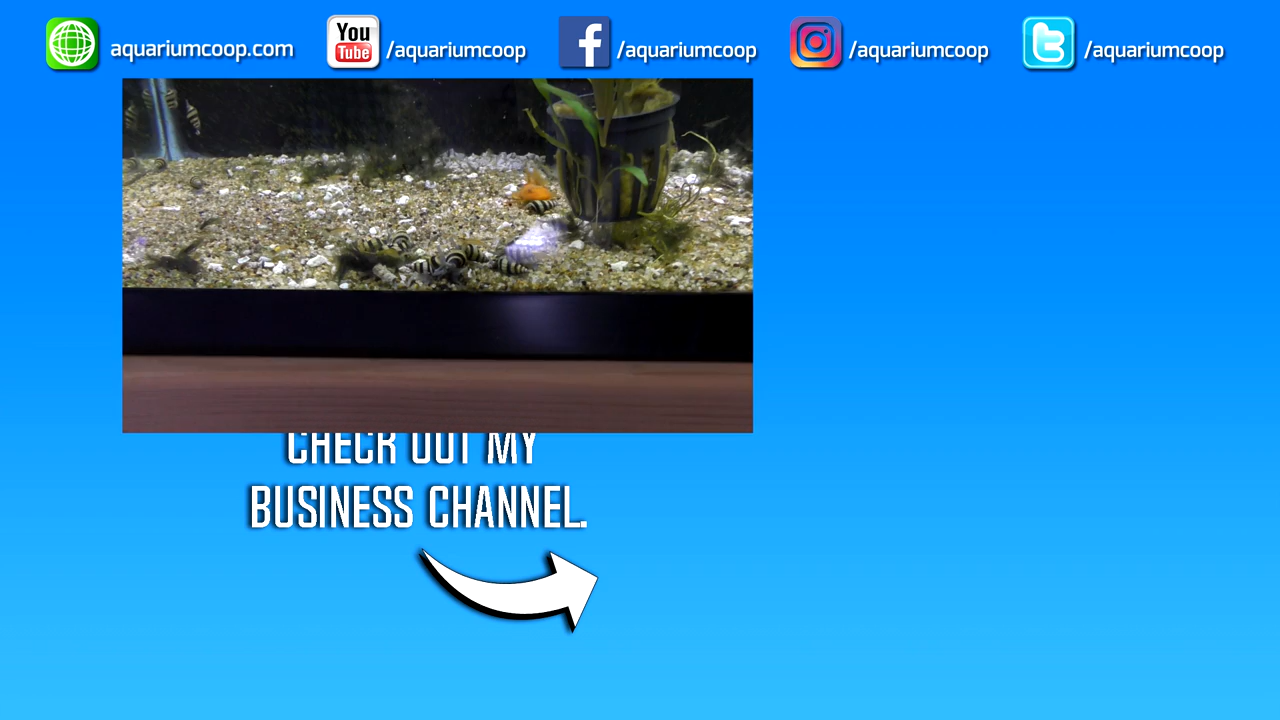 aquariumcoop.com
You
Tube
/aquariumcoop
/aquariumcoop
/aquariumcoop
/aquariumcoop
CHECK OUT MY
BUSINESS CHANNEL.